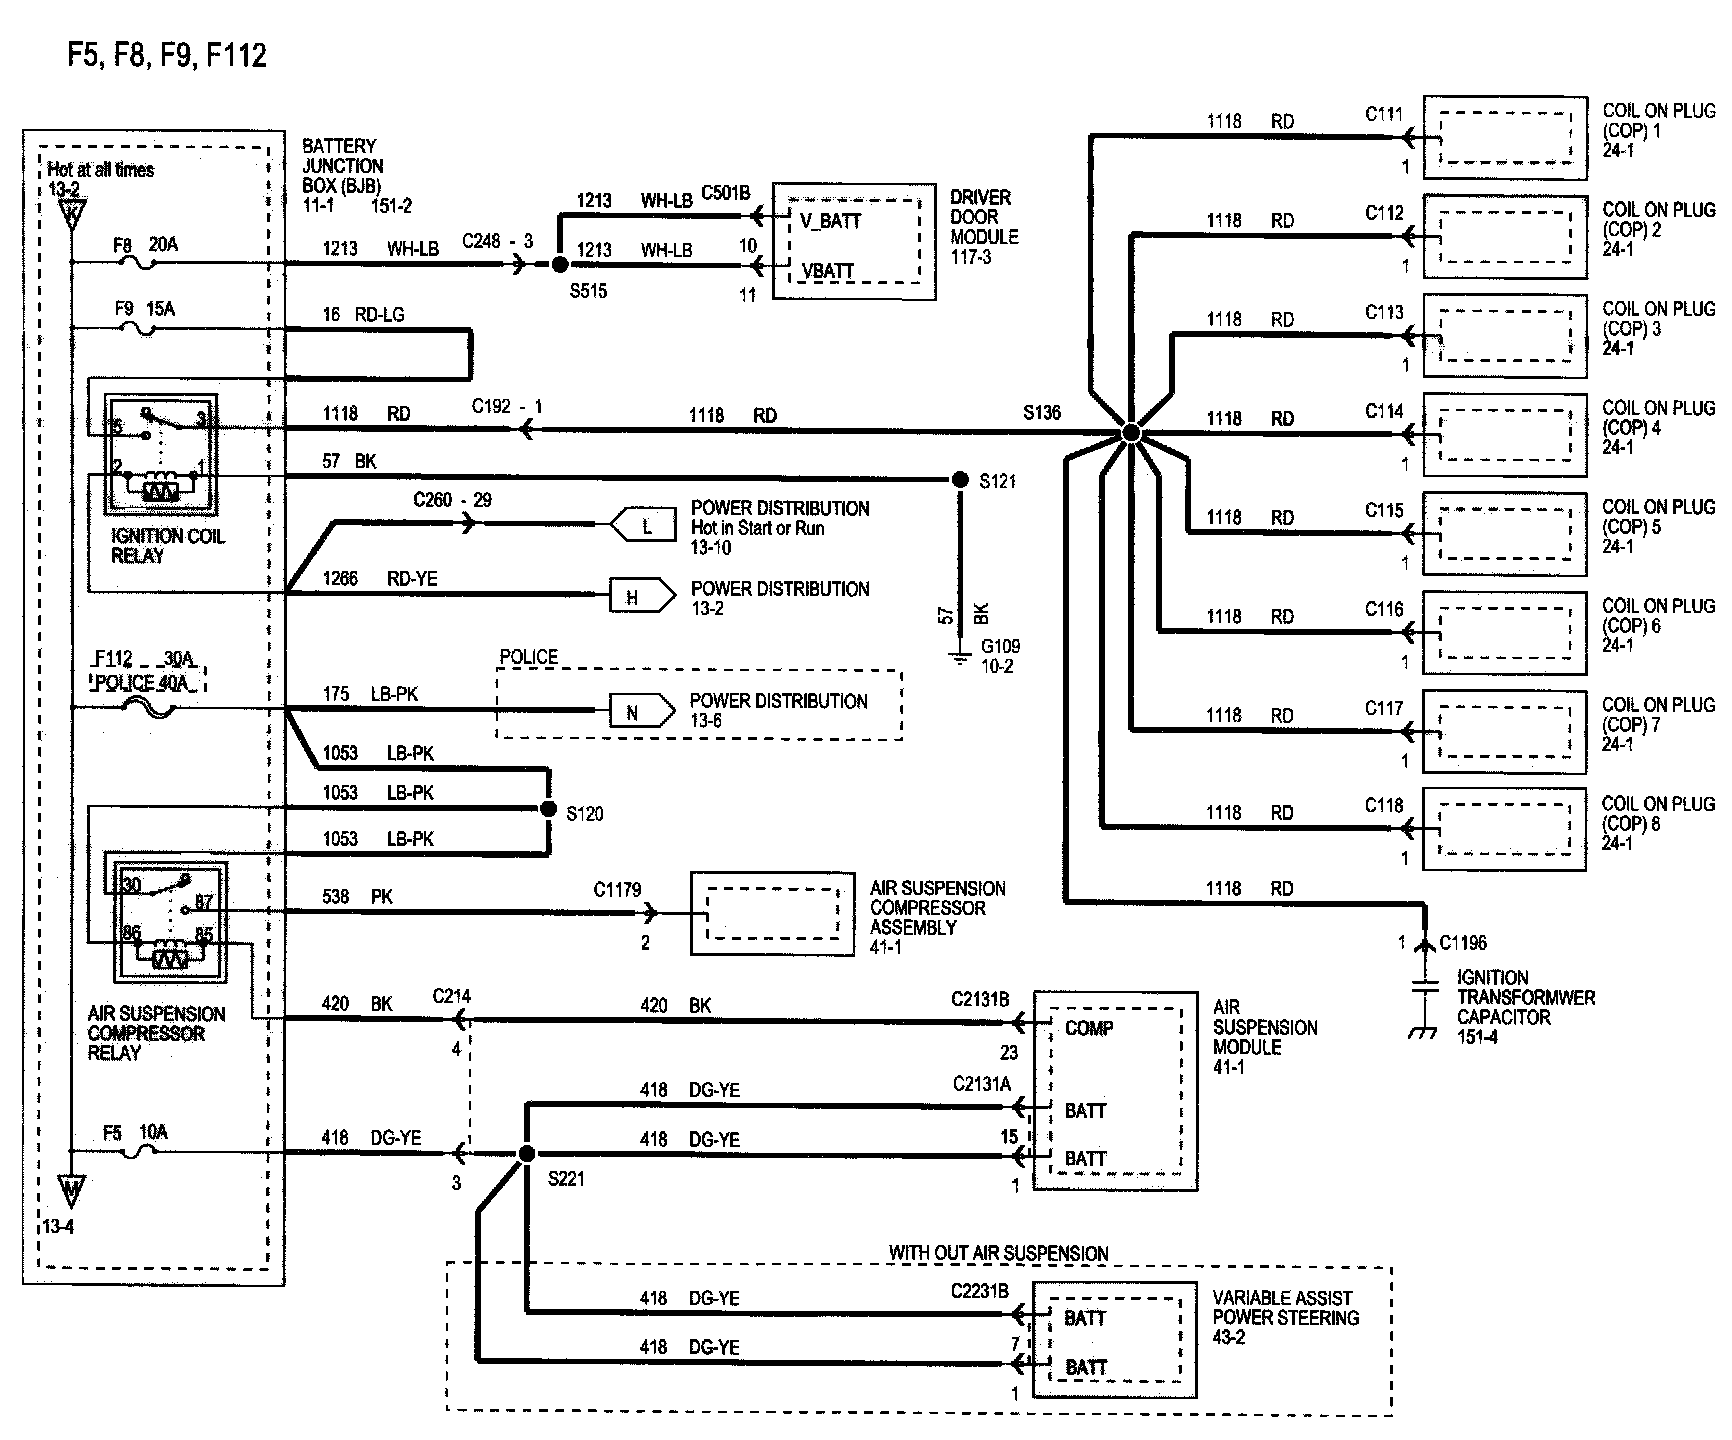 F5, F8, F9, F112
Hot at all times
13-2
K
BATTERY
JUNCTION
BOX (BJB)
11-1 151-2
F8 20A
1213 WH-LB
C248 - 3
S515
1213 WH-LB
C501B
10
1213 WH-LB
11
V_BATT
VBATT
DRIVER
DOOR
MODULE
117-3
F9 15A
16 RD-LG
5
3
2
1
IGNITION COIL
RELAY
1118 RD
C192 - 1
1118 RD
S136
57 BK
S121
C260 - 29
L
POWER DISTRIBUTION
Hot in Start or Run
13-10
1266 RD-YE
H
POWER DISTRIBUTION
13-2
57
BK
G109
10-2
F112 30A
POLICE 40A
POLICE
175 LB-PK
N
POWER DISTRIBUTION
13-6
1053 LB-PK
1053 LB-PK
S120
1053 LB-PK
30
87
86
85
AIR SUSPENSION
COMPRESSOR
RELAY
538 PK
C1179
2
AIR SUSPENSION
COMPRESSOR
ASSEMBLY
41-1
420 BK
C214
4
420 BK
C2131B
23
COMP
AIR
SUSPENSION
MODULE
41-1
418 DG-YE
C2131A
15
BATT
F5 10A
418 DG-YE
3
S221
418 DG-YE
1
BATT
M
13-4
WITH OUT AIR SUSPENSION
418 DG-YE
C2231B
7
BATT
418 DG-YE
1
BATT
VARIABLE ASSIST
POWER STEERING
43-2
1118 RD
C111
1
COIL ON PLUG
(COP) 1
24-1
1118 RD
C112
1
COIL ON PLUG
(COP) 2
24-1
1118 RD
C113
1
COIL ON PLUG
(COP) 3
24-1
1118 RD
C114
1
COIL ON PLUG
(COP) 4
24-1
1118 RD
C115
1
COIL ON PLUG
(COP) 5
24-1
1118 RD
C116
1
COIL ON PLUG
(COP) 6
24-1
1118 RD
C117
1
COIL ON PLUG
(COP) 7
24-1
1118 RD
C118
1
COIL ON PLUG
(COP) 8
24-1
1118 RD
1 C1196
IGNITION
TRANSFORMWER
CAPACITOR
151-4